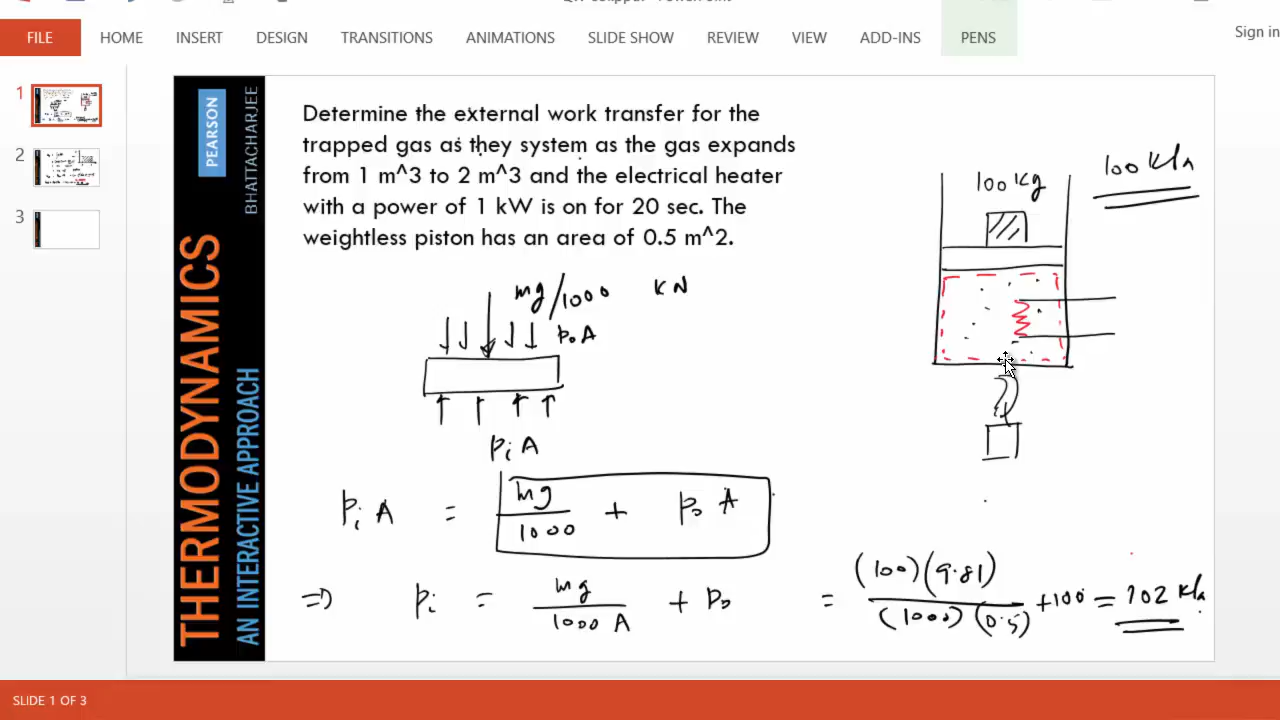 FILE HOME INSERT DESIGN TRANSITIONS ANIMATIONS SLIDE SHOW REVIEW VIEW ADD-INS PENS Sign in
1
2
3
PEARSON
BHATTACHARJEE
THERMODYNAMICS
AN INTERACTIVE APPROACH
Determine the external work transfer for the
trapped gas as they system as the gas expands
from 1 m^3 to 2 m^3 and the electrical heater
with a power of 1 kW is on for 20 sec. The
weightless piston has an area of 0.5 m^2.
100 kPa
100 kg
mg/1000 kN
P₀A
PᵢA
PᵢA = mg/1000 + P₀A
⇒ Pᵢ = mg/1000 A + P₀ = (100)(9.81)/(1000)(0.5) + 100 = 102 kPa
SLIDE 1 OF 3